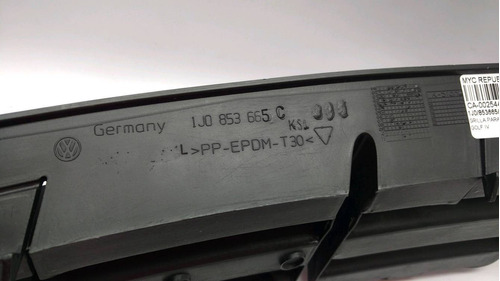 Germany 1J0 853 665 C
KSL
L>PP-EPDM-T30<
MYC REPUE
CA-00254
1J0853665
GOLF IV